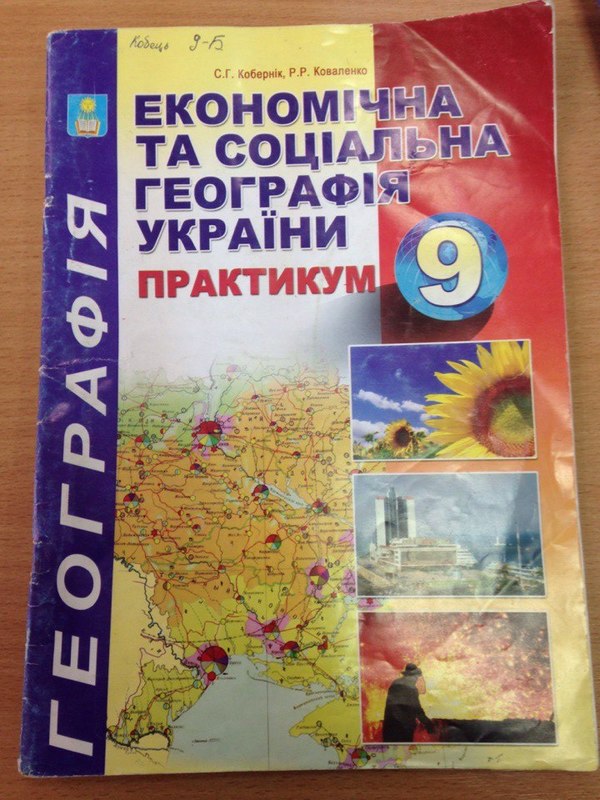 Кобець 9-Б
С.Г. Кобернік, Р.Р. Коваленко
ЕКОНОМІЧНА
ТА СОЦІАЛЬНА
ГЕОГРАФІЯ
УКРАЇНИ
ПРАКТИКУМ
9
ГЕОГРАФІЯ